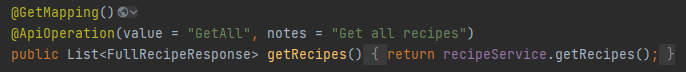 @GetMapping()
@ApiOperation(value = "GetAll", notes = "Get all recipes")
public List<FullRecipeResponse> getRecipes() { return recipeService.getRecipes(); }